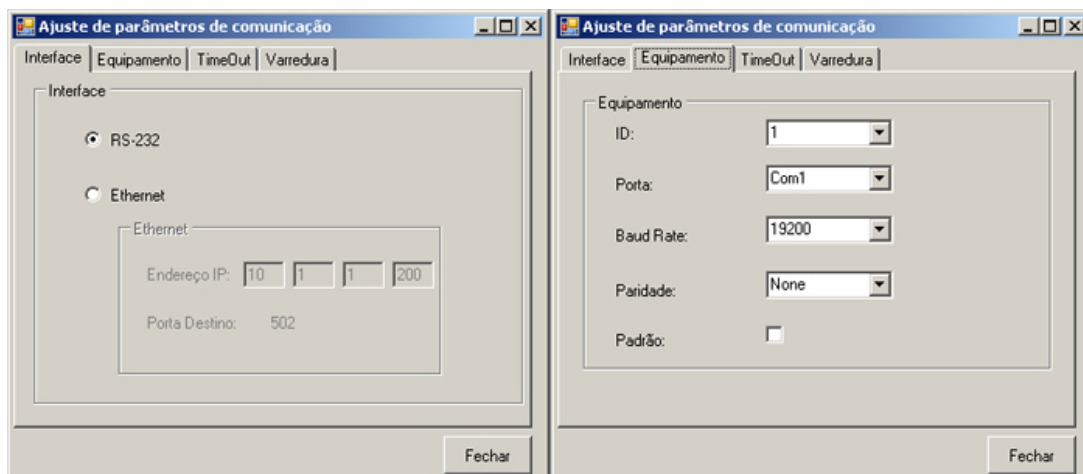 Ajuste de parâmetros de comunicação
Interface Equipamento TimeOut Varredura
Interface
RS-232
Ethernet
Ethernet
Endereço IP: 10 1 1 200
Porta Destino: 502
Fechar
Ajuste de parâmetros de comunicação
Interface Equipamento TimeOut Varredura
Equipamento
ID: 1
Porta: Com1
Baud Rate: 19200
Paridade: None
Padrão:
Fechar